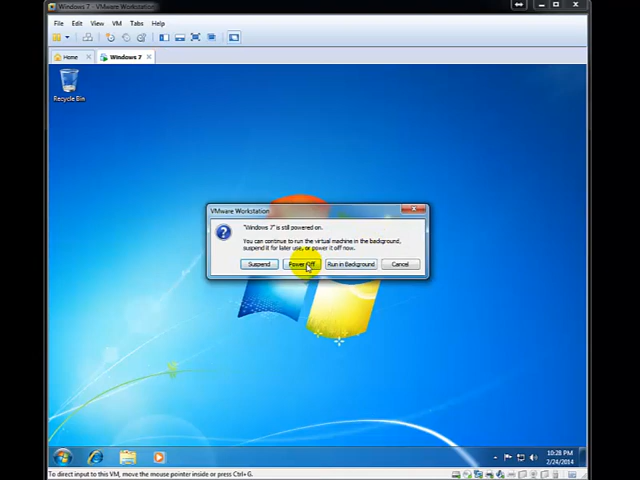 Windows 7 - VMware Workstation
File Edit View VM Tabs Help
Home Windows 7
Recycle Bin
VMware Workstation
"Windows 7" is still powered on.
You can continue to run the virtual machine in the background,
suspend it for later use, or power it off now.
Suspend Power Off Run in Background Cancel
10:28 PM
2/24/2014
To direct input to this VM, move the mouse pointer inside or press Ctrl+G.